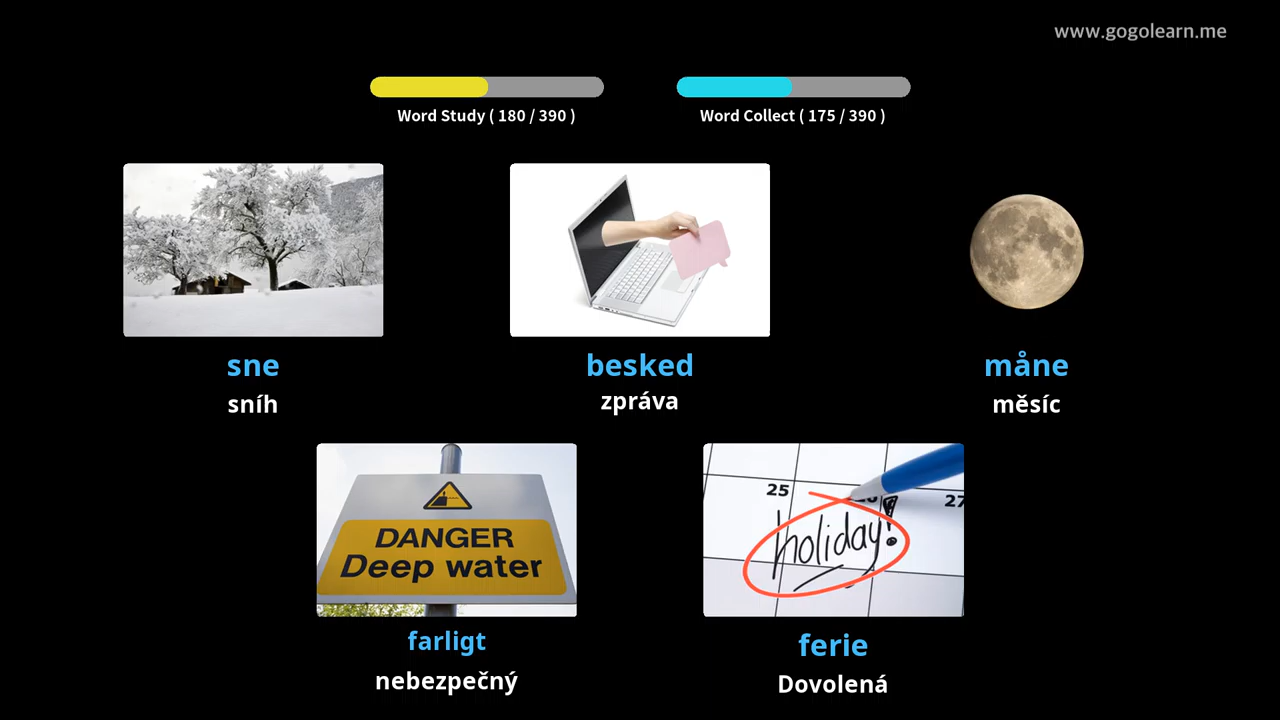 www.gogolearn.me
Word Study ( 180 / 390 )
Word Collect ( 175 / 390 )
sne
sníh
besked
zpráva
måne
měsíc
DANGER
Deep water
farligt
nebezpečný
25
27
holiday!
ferie
Dovolená